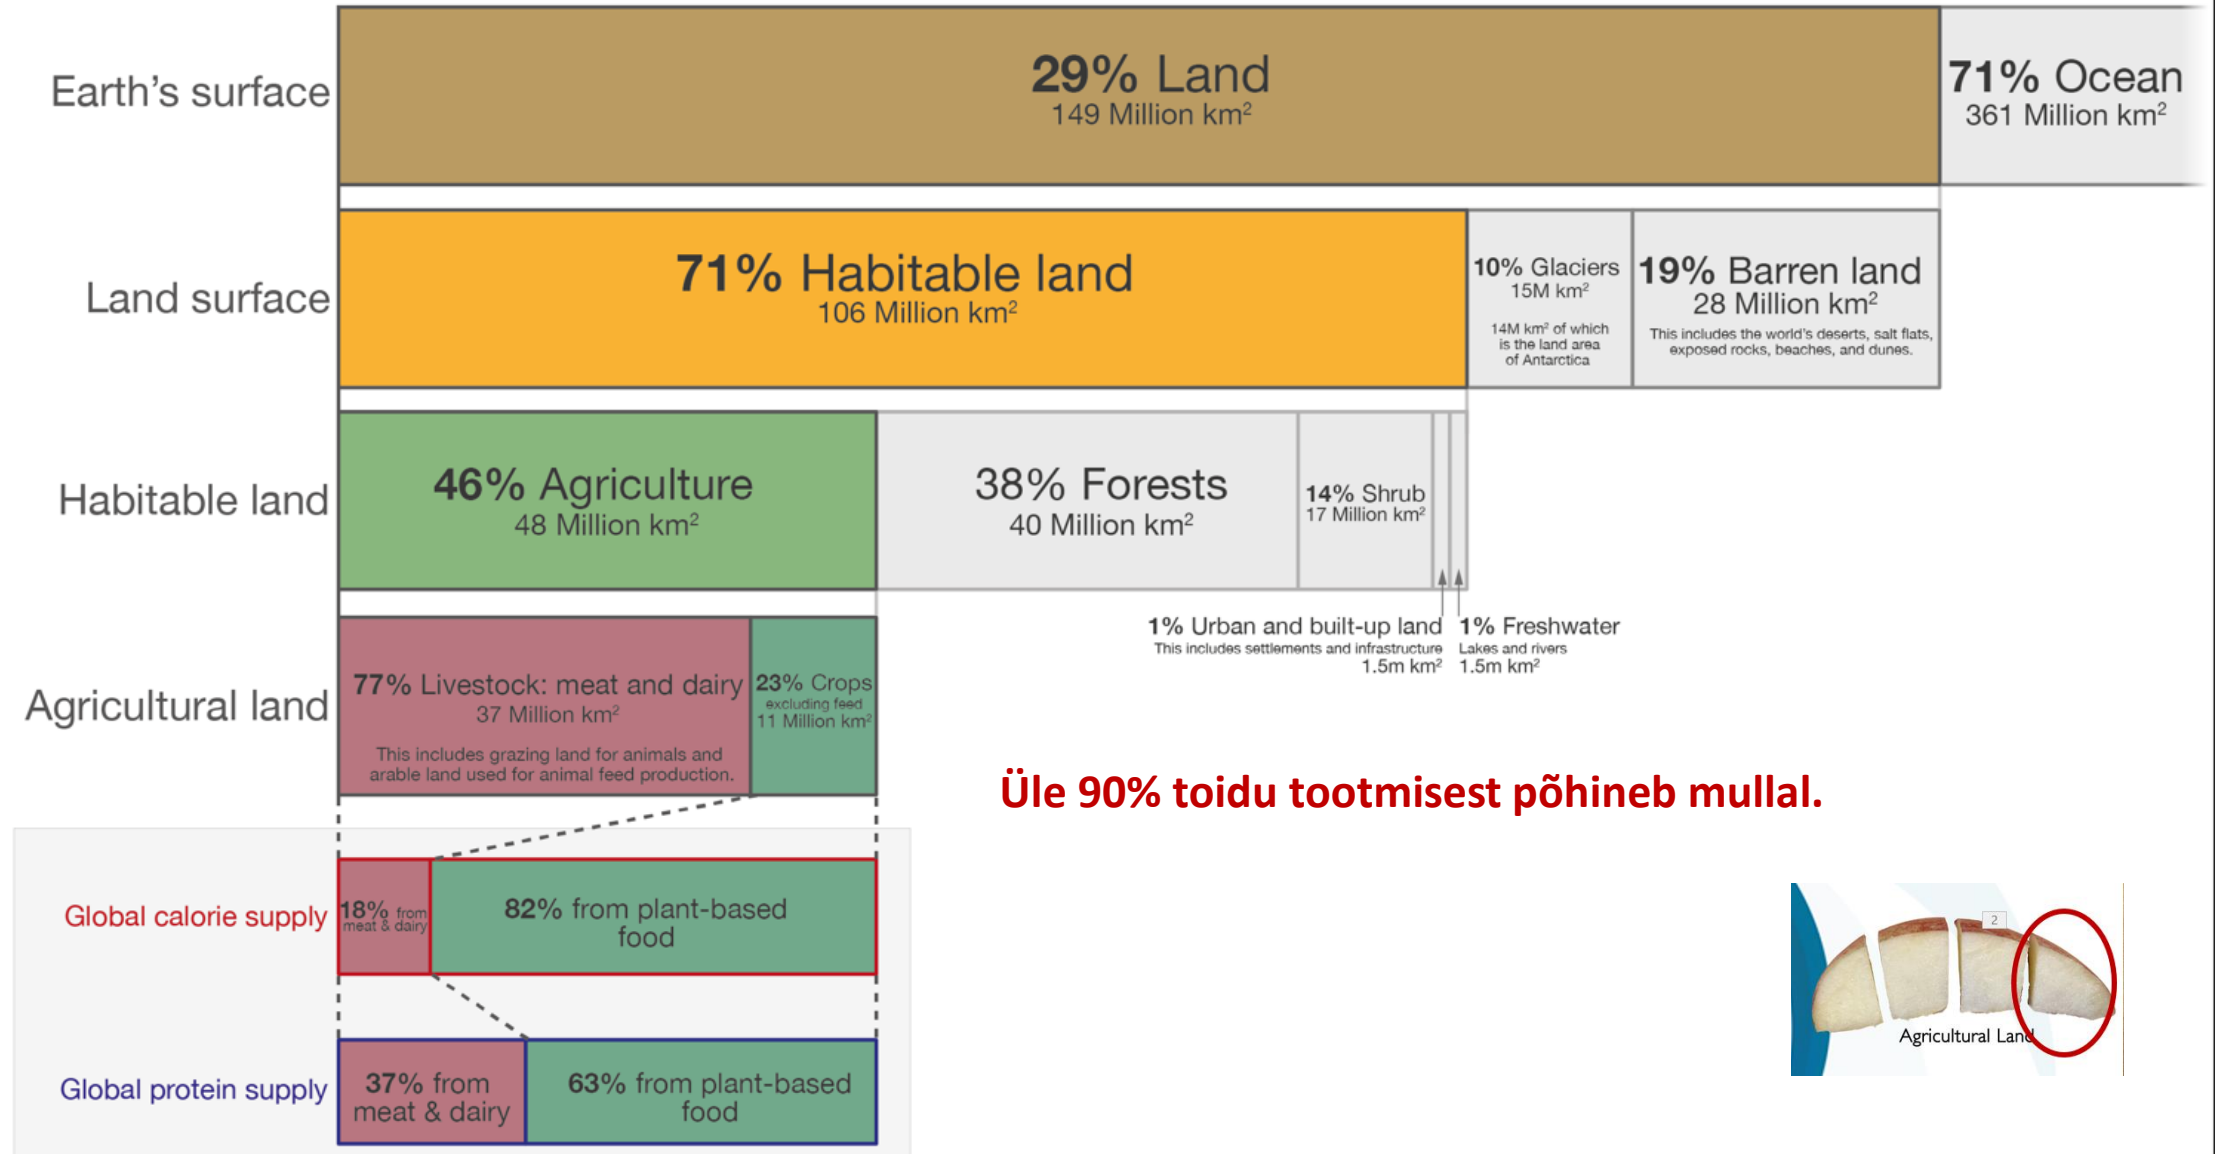 Earth's surface
29% Land
149 Million km²
71% Ocean
361 Million km²
Land surface
71% Habitable land
106 Million km²
10% Glaciers
15M km²
14M km² of which
is the land area
of Antarctica
19% Barren land
28 Million km²
This includes the world's deserts, salt flats,
exposed rocks, beaches, and dunes.
Habitable land
46% Agriculture
48 Million km²
38% Forests
40 Million km²
14% Shrub
17 Million km²
1% Urban and built-up land
This includes settlements and infrastructure
1.5m km²
1% Freshwater
Lakes and rivers
1.5m km²
Agricultural land
77% Livestock: meat and dairy
37 Million km²
This includes grazing land for animals and
arable land used for animal feed production.
23% Crops
excluding feed
11 Million km²
Üle 90% toidu tootmisest põhineb mullal.
Global calorie supply
18% from
meat & dairy
82% from plant-based
food
2
Agricultural Land
Global protein supply
37% from
meat & dairy
63% from plant-based
food